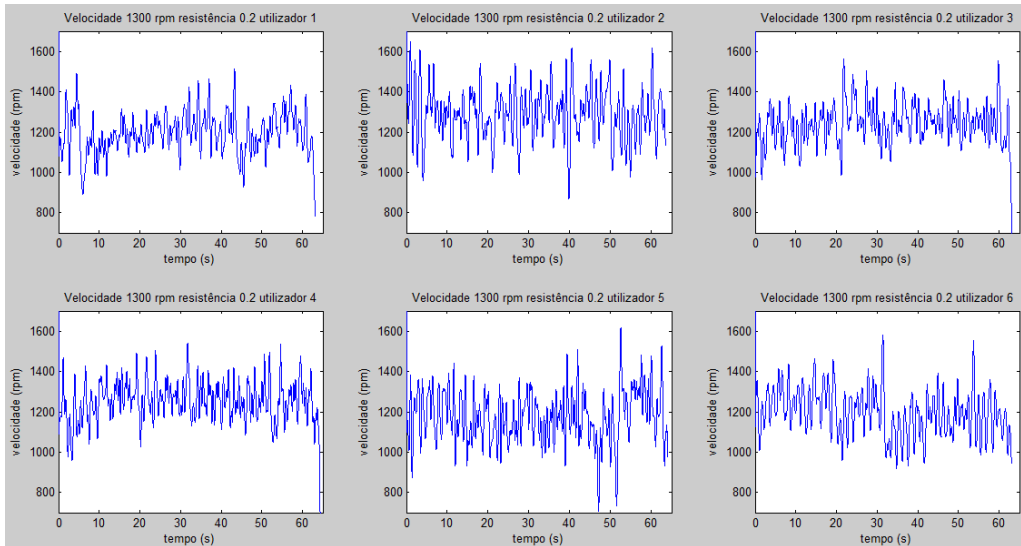 Velocidade 1300 rpm resistência 0.2 utilizador 1
1600
1400
1200
1000
800
velocidade (rpm)
0 10 20 30 40 50 60
tempo (s)
Velocidade 1300 rpm resistência 0.2 utilizador 2
1600
1400
1200
1000
800
velocidade (rpm)
0 10 20 30 40 50 60
tempo (s)
Velocidade 1300 rpm resistência 0.2 utilizador 3
1600
1400
1200
1000
800
velocidade (rpm)
0 10 20 30 40 50 60
tempo (s)
Velocidade 1300 rpm resistência 0.2 utilizador 4
1600
1400
1200
1000
800
velocidade (rpm)
0 10 20 30 40 50 60
tempo (s)
Velocidade 1300 rpm resistência 0.2 utilizador 5
1600
1400
1200
1000
800
velocidade (rpm)
0 10 20 30 40 50 60
tempo (s)
Velocidade 1300 rpm resistência 0.2 utilizador 6
1600
1400
1200
1000
800
velocidade (rpm)
0 10 20 30 40 50 60
tempo (s)